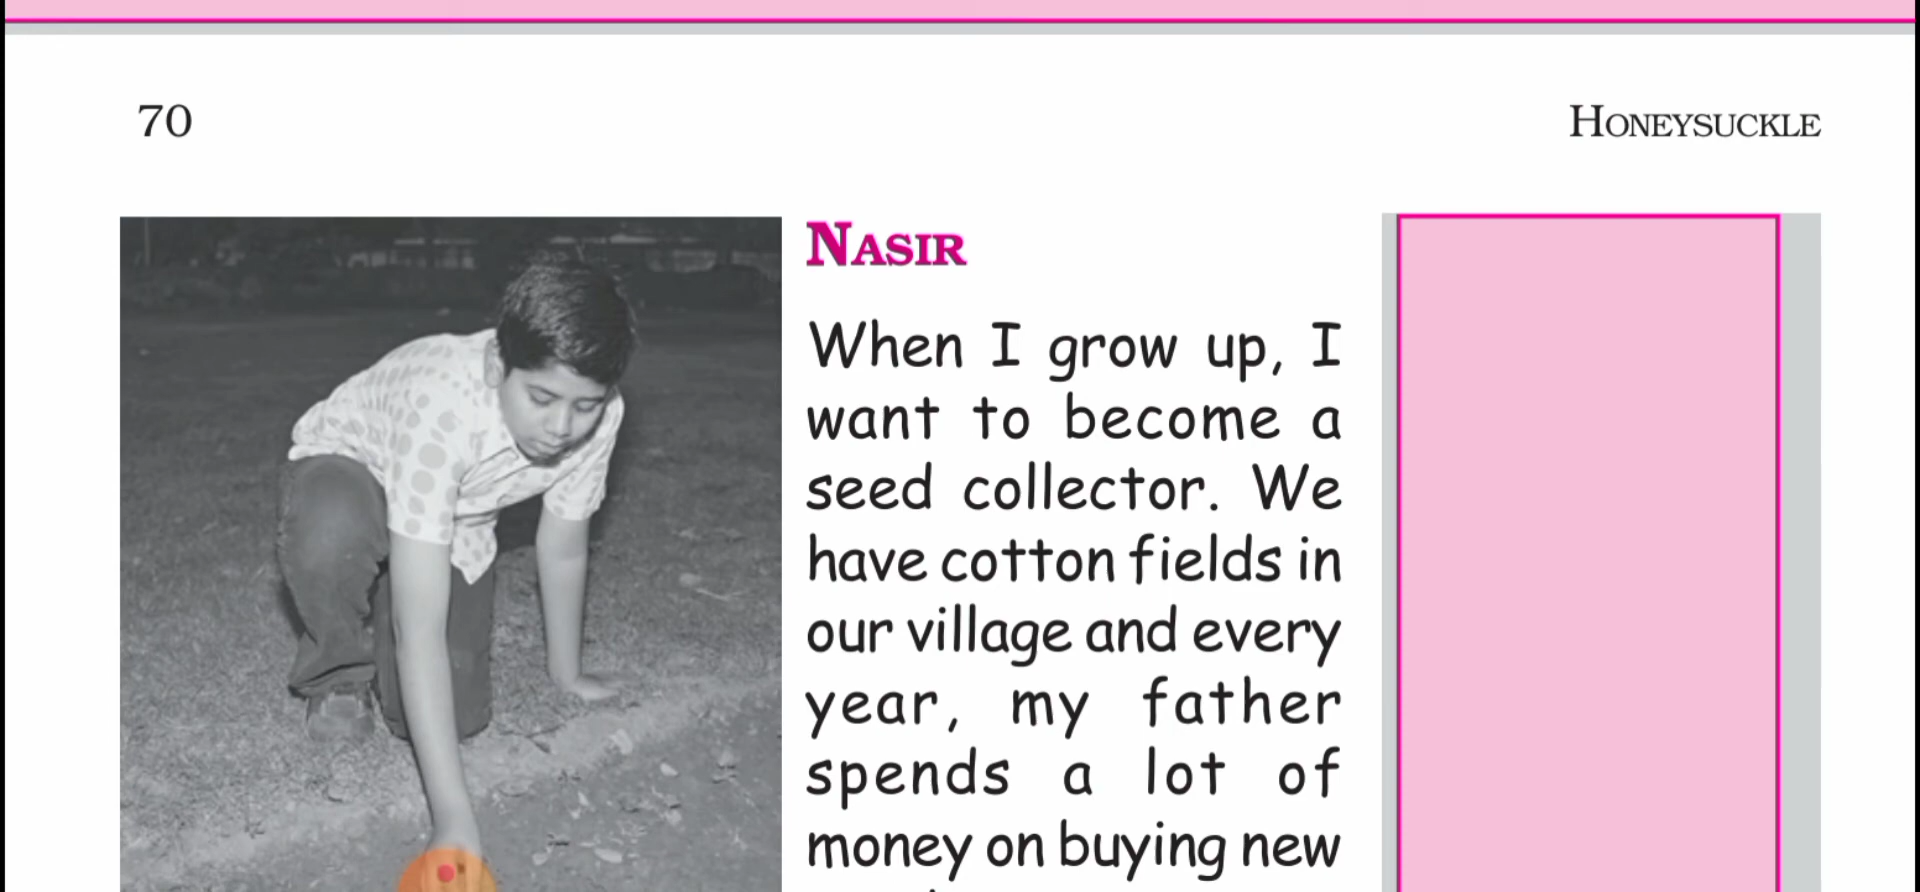 70
HONEYSUCKLE
NASIR
When I grow up, I
want to become a
seed collector. We
have cotton fields in
our village and every
year, my father
spends a lot of
money on buying new